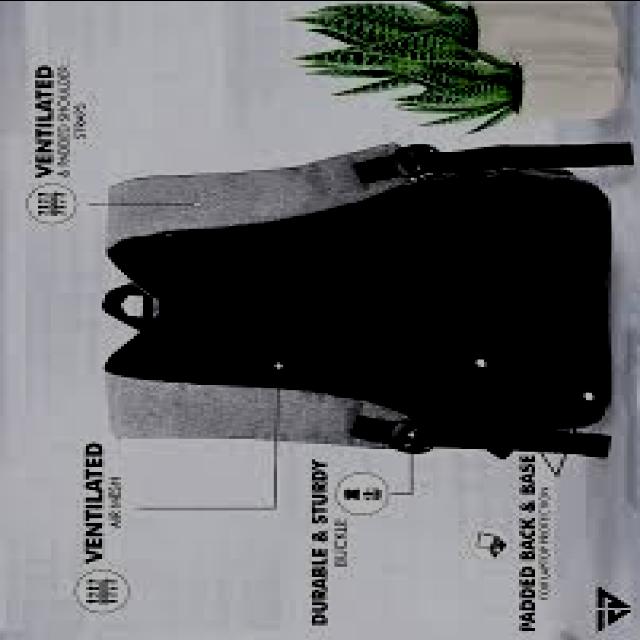 VENTILATED
& PADDED SHOULDER
STRAPS
VENTILATED
AIR MESH
DURABLE & STURDY
BUCKLE
PADDED BACK & BASE